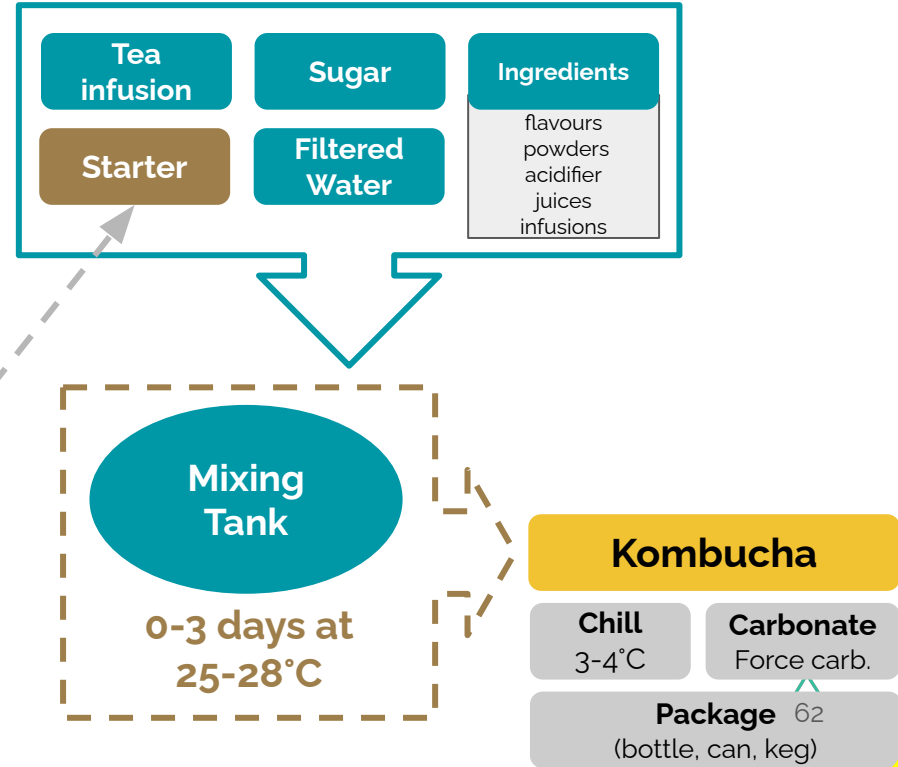 Tea
infusion
Sugar
Ingredients
flavours
powders
acidifier
juices
infusions
Starter
Filtered
Water
Mixing
Tank
0-3 days at
25-28°C
Kombucha
Chill
3-4°C
Carbonate
Force carb.
Package 62
(bottle, can, keg)